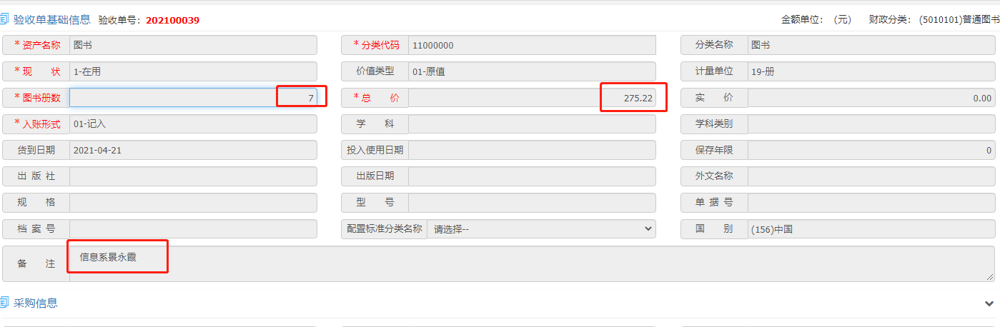 验收单基础信息 验收单号：202100039 金额单位：（元） 财政分类：(5010101)普通图书
* 资产名称 图书 * 分类代码 11000000 分类名称 图书
* 现 状 1-在用 价值类型 01-原值 计量单位 19-册
* 图书册数 7 * 总 价 275.22 实 价 0.00
* 入账形式 01-记入 学 科 学科类别
货到日期 2021-04-21 投入使用日期 保存年限 0
出 版 社 出版日期 外文名称
规 格 型 号 单 据 号
档 案 号 配置标准分类名称 请选择-- 国 别 (156)中国
备 注 信息系景永霞
采购信息